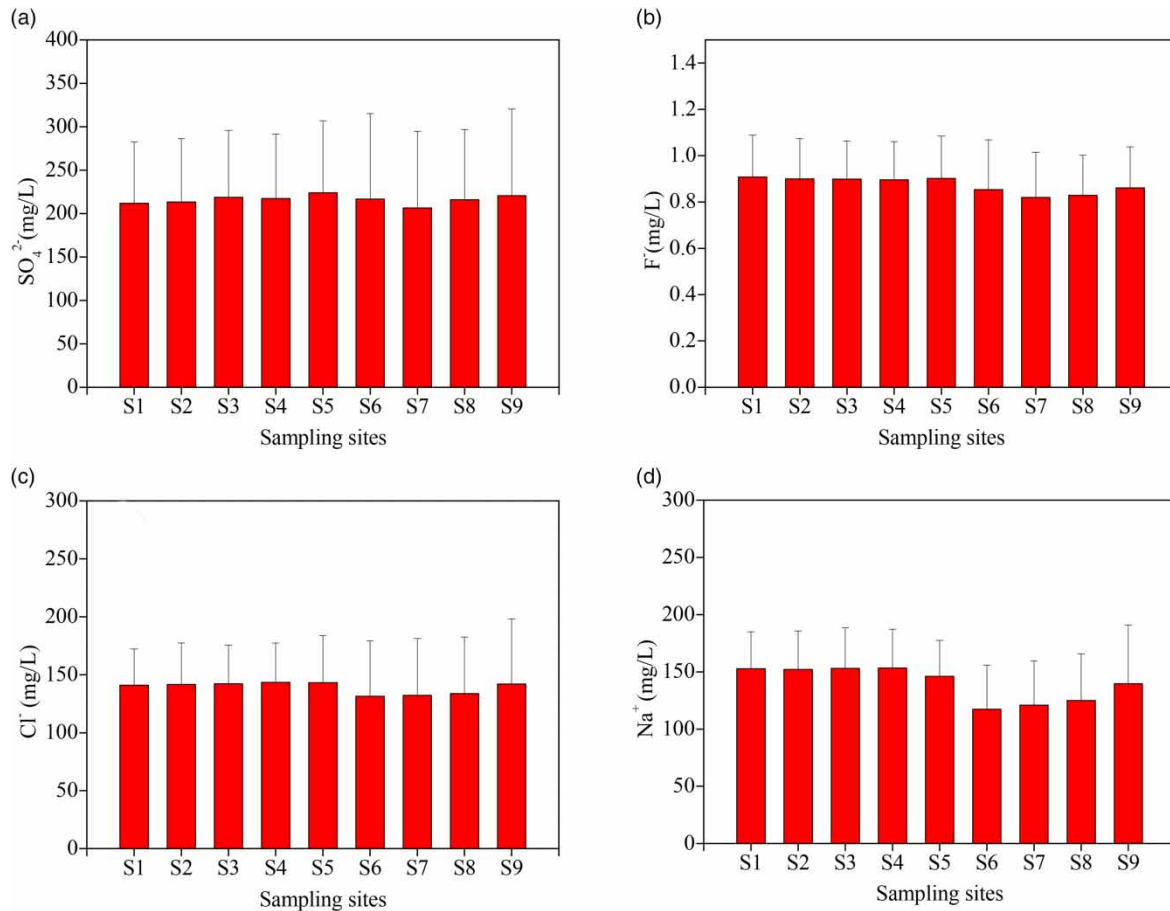 (a)
400
350
300
250
200
150
100
50
0
SO₄²⁻(mg/L)
S1 S2 S3 S4 S5 S6 S7 S8 S9
Sampling sites
(b)
1.4
1.2
1.0
0.8
0.6
0.4
0.2
0.0
F⁻(mg/L)
S1 S2 S3 S4 S5 S6 S7 S8 S9
Sampling sites
(c)
300
250
200
150
100
50
0
Cl⁻ (mg/L)
S1 S2 S3 S4 S5 S6 S7 S8 S9
Sampling sites
(d)
300
250
200
150
100
50
0
Na⁺ (mg/L)
S1 S2 S3 S4 S5 S6 S7 S8 S9
Sampling sites